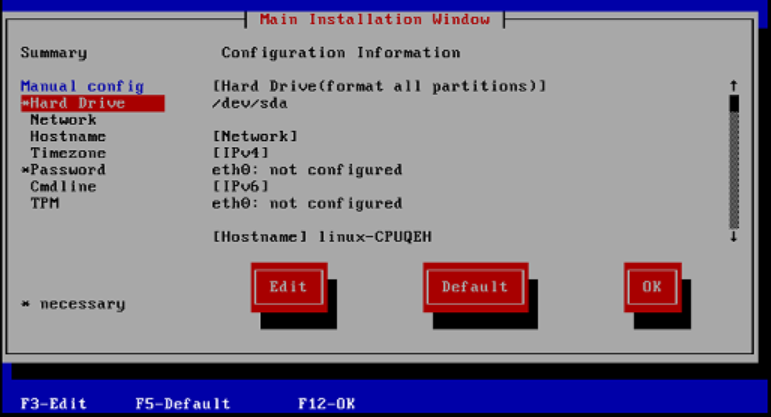 Main Installation Window
Summary Configuration Information
Manual config [Hard Drive(format all partitions)]
*Hard Drive /dev/sda
Network
Hostname [Network]
Timezone [IPv4]
*Password eth0: not configured
Cmdline [IPv6]
TPM eth0: not configured
[Hostname] linux-CPUQEH
Edit Default OK
* necessary
F3-Edit F5-Default F12-OK